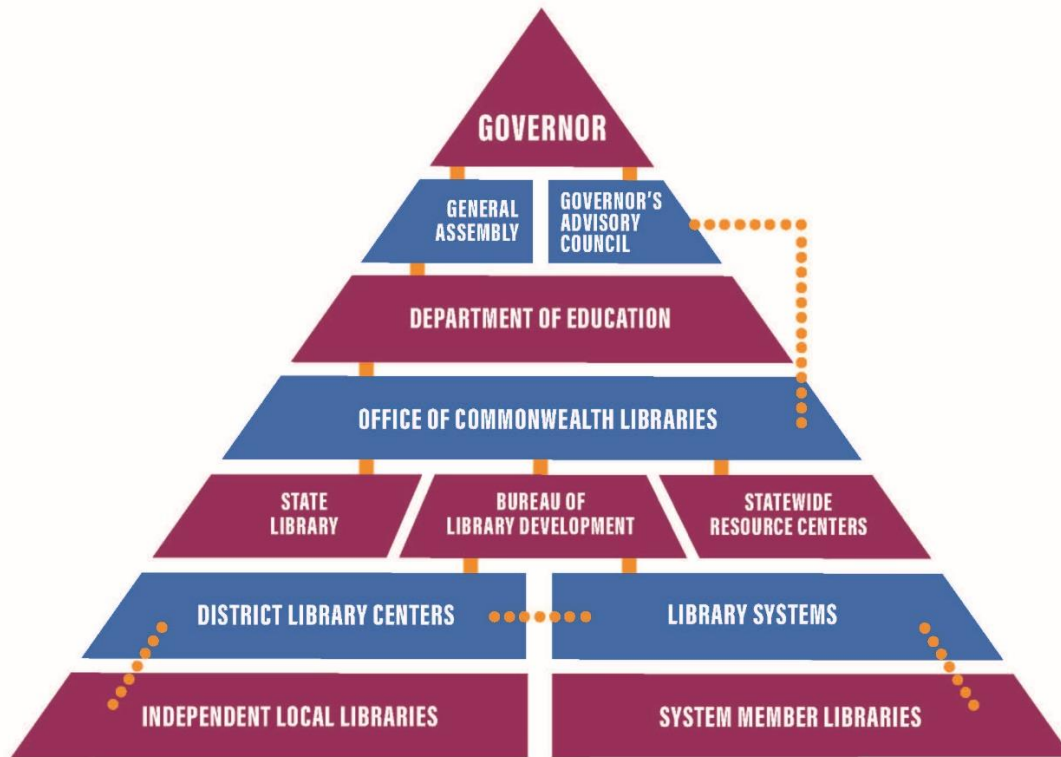 GOVERNOR
GENERAL
ASSEMBLY
GOVERNOR'S
ADVISORY
COUNCIL
DEPARTMENT OF EDUCATION
OFFICE OF COMMONWEALTH LIBRARIES
STATE
LIBRARY
BUREAU OF
LIBRARY DEVELOPMENT
STATEWIDE
RESOURCE CENTERS
DISTRICT LIBRARY CENTERS
LIBRARY SYSTEMS
INDEPENDENT LOCAL LIBRARIES
SYSTEM MEMBER LIBRARIES